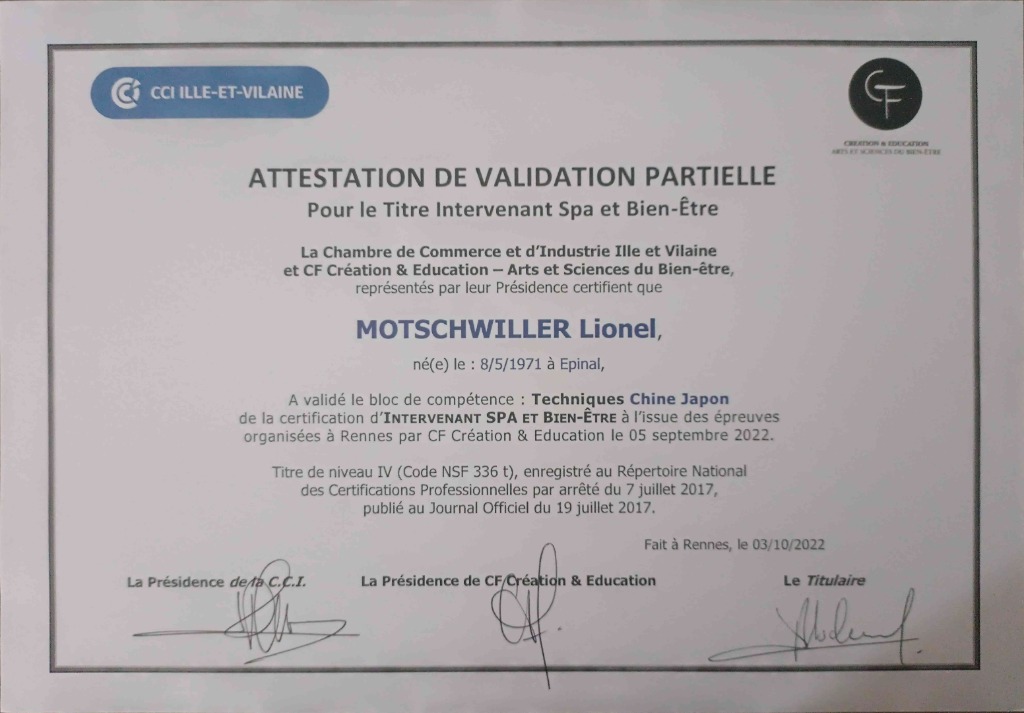 CCI ILLE-ET-VILAINE
CF
CREATION & EDUCATION
ARTS ET SCIENCES DU BIEN-ÊTRE
ATTESTATION DE VALIDATION PARTIELLE
Pour le Titre Intervenant Spa et Bien-Être
La Chambre de Commerce et d'Industrie Ille et Vilaine
et CF Création & Education – Arts et Sciences du Bien-être,
représentés par leur Présidence certifient que
MOTSCHWILLER Lionel,
né(e) le : 8/5/1971 à Epinal,
A validé le bloc de compétence : Techniques Chine Japon
de la certification d'INTERVENANT SPA ET BIEN-ÊTRE à l'issue des épreuves
organisées à Rennes par CF Création & Education le 05 septembre 2022.
Titre de niveau IV (Code NSF 336 t), enregistré au Répertoire National
des Certifications Professionnelles par arrêté du 7 juillet 2017,
publié au Journal Officiel du 19 juillet 2017.
Fait à Rennes, le 03/10/2022
La Présidence de la C.C.I. La Présidence de CF Création & Education Le Titulaire